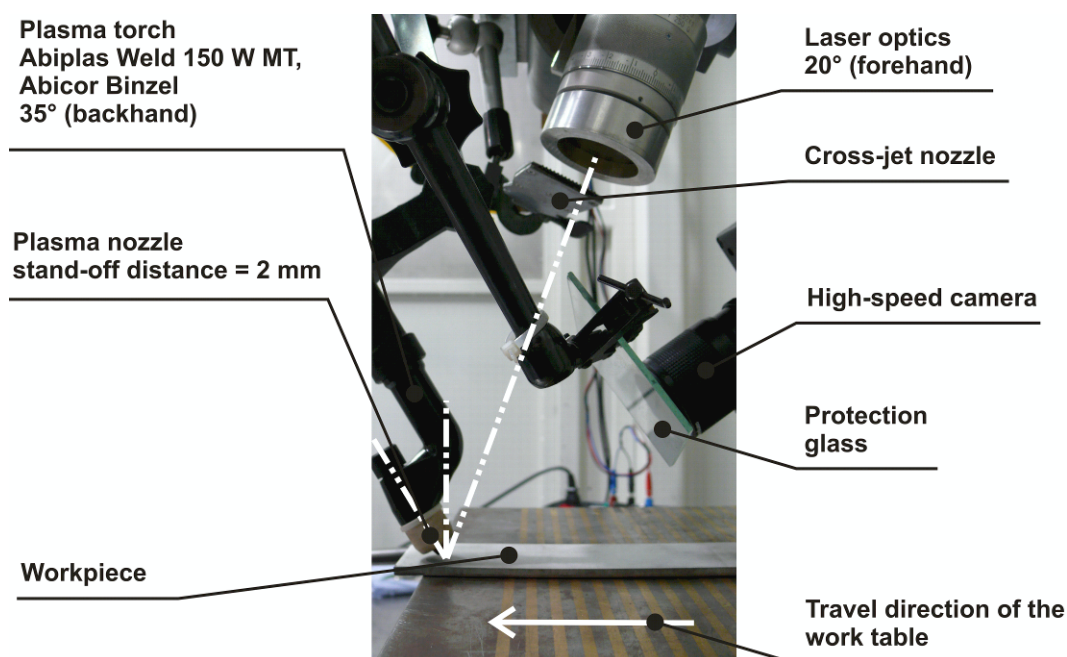 Plasma torch
Abiplas Weld 150 W MT,
Abicor Binzel
35° (backhand)
Laser optics
20° (forehand)
Cross-jet nozzle
Plasma nozzle
stand-off distance = 2 mm
High-speed camera
Protection
glass
Workpiece
Travel direction of the
work table